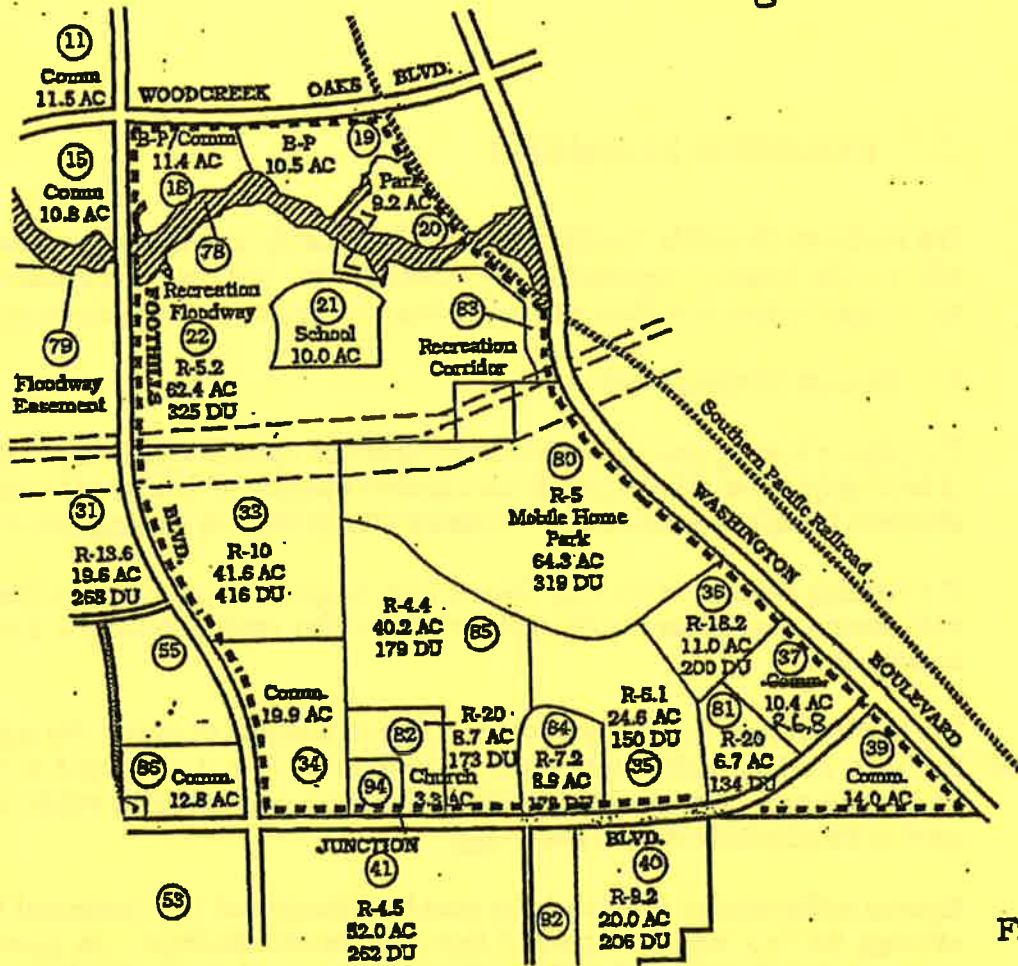 g
11
Comm
11.5 AC
WOODCREEK OAKS BLVD.
15
Comm
10.8 AC
B-P/Comm
11.4 AC
18
B-P
10.5 AC
19
Park
9.2 AC
20
78
Recreation
Floodway
79
Floodway
Easement
FOOTHILLS
BLVD.
22
R-5.2
62.4 AC
325 DU
21
School
10.0 AC
83
Recreation
Corridor
Southern Pacific Railroad
WASHINGTON
BOULEVARD
31
R-13.6
19.6 AC
268 DU
33
R-10
41.6 AC
416 DU
80
R-5
Mobile Home
Park
64.3 AC
319 DU
R-4.4
40.2 AC
179 DU
85
36
R-18.2
11.0 AC
200 DU
37
Comm.
10.4 AC
268
55
Comm.
19.9 AC
34
86
Comm.
12.8 AC
82
R-20
8.7 AC
173 DU
94
Church
84
R-7.2
R-6.1
24.6 AC
150 DU
35
81
R-20
6.7 AC
134 DU
39
Comm.
14.0 AC
JUNCTION
BLVD.
53
41
R-4.5
52.0 AC
262 DU
92
40
R-9.2
20.0 AC
206 DU